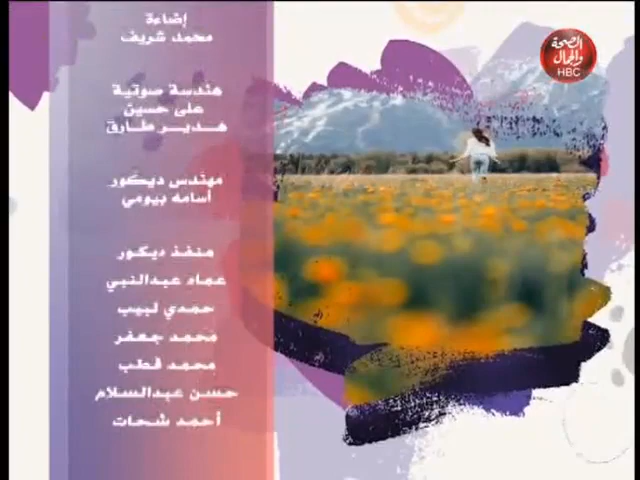 إضاءة
محمد شريف
هندسة صوتية
على حسين
هدير طارق
مهندس ديكور
أسامه بيومي
منفذ ديكور
عماد عبدالنبي
حمدي لبيب
محمد جعفر
محمد قطب
حسن عبدالسلام
أحمد شحات
الصحة
والجمال
HBC